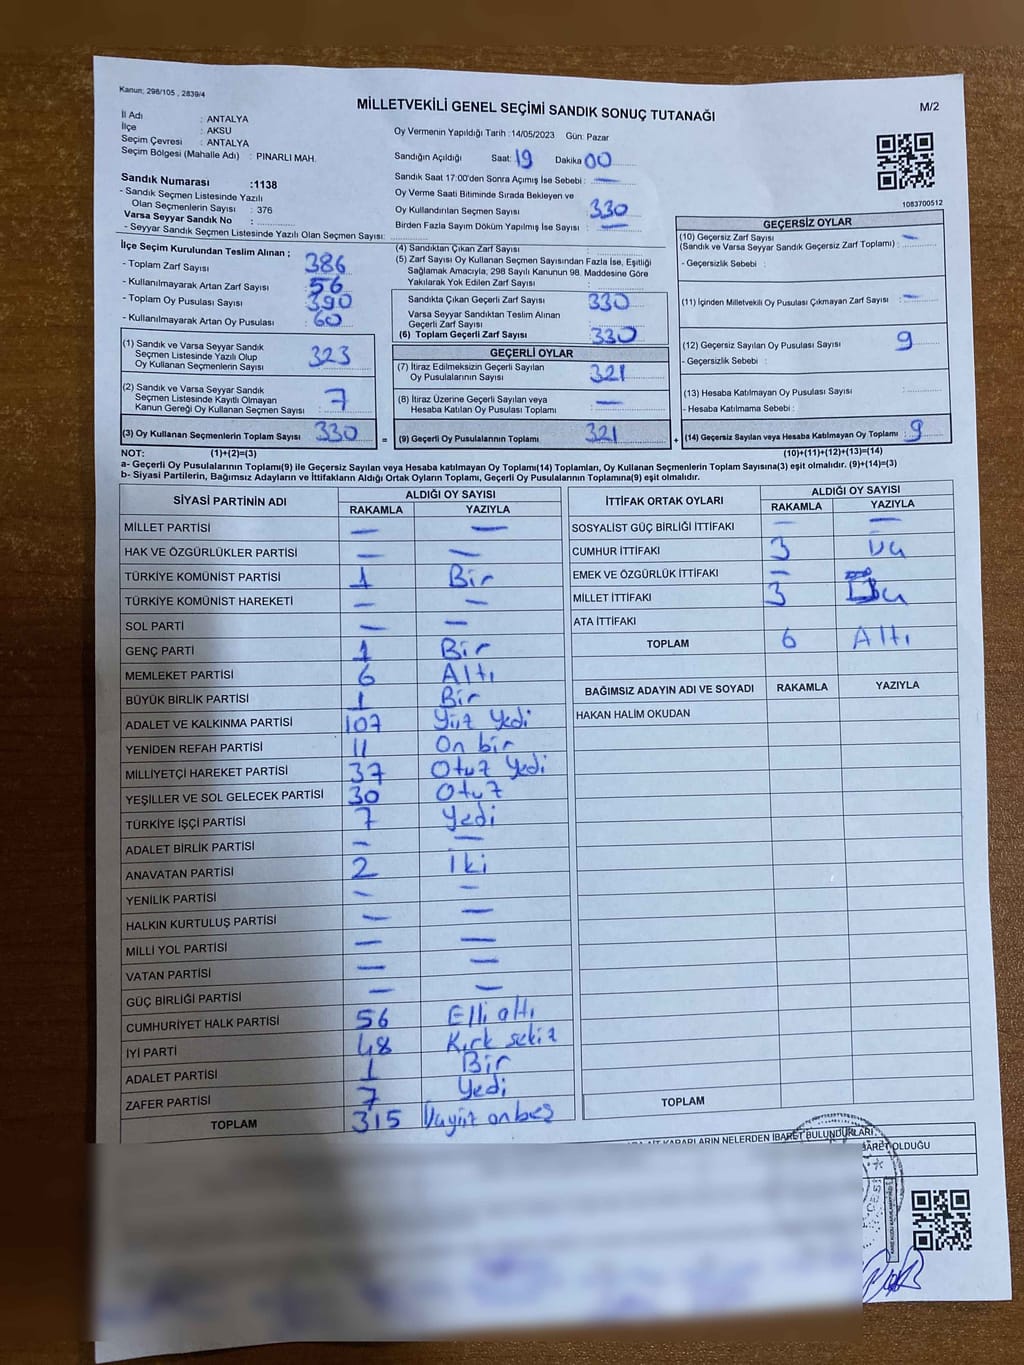 Kanun; 298/105 , 2839/4
MİLLETVEKİLİ GENEL SEÇİMİ SANDIK SONUÇ TUTANAĞI
M/2
İl Adı : ANTALYA
İlçe : AKSU
Seçim Çevresi : ANTALYA
Seçim Bölgesi (Mahalle Adı) : PINARLI MAH.
Oy Vermenin Yapıldığı Tarih :14/05/2023 Gün: Pazar
Sandığın Açıldığı Saat: 19 Dakika 00
Sandık Saat 17:00'den Sonra Açımış İse Sebebi : —
Oy Verme Saati Bitiminde Sırada Bekleyen ve
Oy Kullandırılan Seçmen Sayısı 330
Birden Fazla Sayım Döküm Yapılmış İse Sayısı : —
Sandık Numarası :1138
- Sandık Seçmen Listesinde Yazılı
Olan Seçmenlerin Sayısı : 376
Varsa Seyyar Sandık No :
- Seyyar Sandık Seçmen Listesinde Yazılı Olan Seçmen Sayısı:
1083700512
İlçe Seçim Kurulundan Teslim Alınan ;
- Toplam Zarf Sayısı : 386
- Kullanılmayarak Artan Zarf Sayısı : 56
- Toplam Oy Pusulası Sayısı : 390
- Kullanılmayarak Artan Oy Pusulası : 60
(1) Sandık ve Varsa Seyyar Sandık
Seçmen Listesinde Yazılı Olup
Oy Kullanan Seçmenlerin Sayısı : 323
(2) Sandık ve Varsa Seyyar Sandık
Seçmen Listesinde Kayıtlı Olmayan
Kanun Gereği Oy Kullanan Seçmen Sayısı : 7
(3) Oy Kullanan Seçmenlerin Toplam Sayısı : 330 =
(4) Sandıktan Çıkan Zarf Sayısı :
(5) Zarf Sayısı Oy Kullanan Seçmen Sayısından Fazla İse, Eşitliği
Sağlamak Amacıyla; 298 Sayılı Kanunun 98. Maddesine Göre
Yakılarak Yok Edilen Zarf Sayısı :
Sandıkta Çıkan Geçerli Zarf Sayısı : 330
Varsa Seyyar Sandıktan Teslim Alınan
Geçerli Zarf Sayısı :
(6) Toplam Geçerli Zarf Sayısı : 330
GEÇERLİ OYLAR
(7) İtiraz Edilmeksizin Geçerli Sayılan
Oy Pusulalarının Sayısı : 321
(8) İtiraz Üzerine Geçerli Sayılan veya
Hesaba Katılan Oy Pusulası Toplamı : —
(9) Geçerli Oy Pusulalarının Toplamı : 321 +
GEÇERSİZ OYLAR
(10) Geçersiz Zarf Sayısı
(Sandık ve Varsa Seyyar Sandık Geçersiz Zarf Toplamı) : —
- Geçersizlik Sebebi :
(11) İçinden Milletvekili Oy Pusulası Çıkmayan Zarf Sayısı : —
(12) Geçersiz Sayılan Oy Pusulası Sayısı : 9
- Geçersizlik Sebebi :
(13) Hesaba Katılmayan Oy Pusulası Sayısı :
- Hesaba Katılmama Sebebi :
(14) Geçersiz Sayılan veya Hesaba Katılmayan Oy Toplamı : 9
NOT: (1)+(2)=(3) (10)+(11)+(12)+(13)=(14)
a- Geçerli Oy Pusulalarının Toplamı(9) ile Geçersiz Sayılan veya Hesaba katılmayan Oy Toplamı(14) Toplamları, Oy Kullanan Seçmenlerin Toplam Sayısına(3) eşit olmalıdır. (9)+(14)=(3)
b- Siyasi Partilerin, Bağımsız Adayların ve İttifakların Aldığı Ortak Oyların Toplamı, Geçerli Oy Pusulalarının Toplamına(9) eşit olmalıdır.
SİYASİ PARTİNİN ADI ALDIĞI OY SAYISI
RAKAMLA YAZIYLA
MİLLET PARTİSİ — —
HAK VE ÖZGÜRLÜKLER PARTİSİ — —
TÜRKİYE KOMÜNİST PARTİSİ 1 Bir
TÜRKİYE KOMÜNİST HAREKETİ — —
SOL PARTİ — —
GENÇ PARTİ 1 Bir
MEMLEKET PARTİSİ 6 Altı
BÜYÜK BİRLİK PARTİSİ 1 Bir
ADALET VE KALKINMA PARTİSİ 107 Yüz Yedi
YENİDEN REFAH PARTİSİ 11 On bir
MİLLİYETÇİ HAREKET PARTİSİ 37 Otuz Yedi
YEŞİLLER VE SOL GELECEK PARTİSİ 30 Otuz
TÜRKİYE İŞÇİ PARTİSİ 7 Yedi
ADALET BİRLİK PARTİSİ — —
ANAVATAN PARTİSİ 2 İki
YENİLİK PARTİSİ — —
HALKIN KURTULUŞ PARTİSİ — —
MİLLİ YOL PARTİSİ — —
VATAN PARTİSİ — —
GÜÇ BİRLİĞİ PARTİSİ — —
CUMHURİYET HALK PARTİSİ 56 Elli altı
İYİ PARTİ 48 Kırk sekiz
ADALET PARTİSİ 1 Bir
ZAFER PARTİSİ 7 Yedi
TOPLAM 315 Üçyüz onbeş
İTTİFAK ORTAK OYLARI ALDIĞI OY SAYISI
RAKAMLA YAZIYLA
SOSYALİST GÜÇ BİRLİĞİ İTTİFAKI — —
CUMHUR İTTİFAKI 3 Üç
EMEK VE ÖZGÜRLÜK İTTİFAKI —
MİLLET İTTİFAKI 3 Üç
ATA İTTİFAKI
TOPLAM 6 Altı
BAĞIMSIZ ADAYIN ADI VE SOYADI RAKAMLA YAZIYLA
HAKAN HALİM OKUDAN
TOPLAM
KARARLARIN NELERDEN İBARET BULUNDURLARI
OLDUĞU